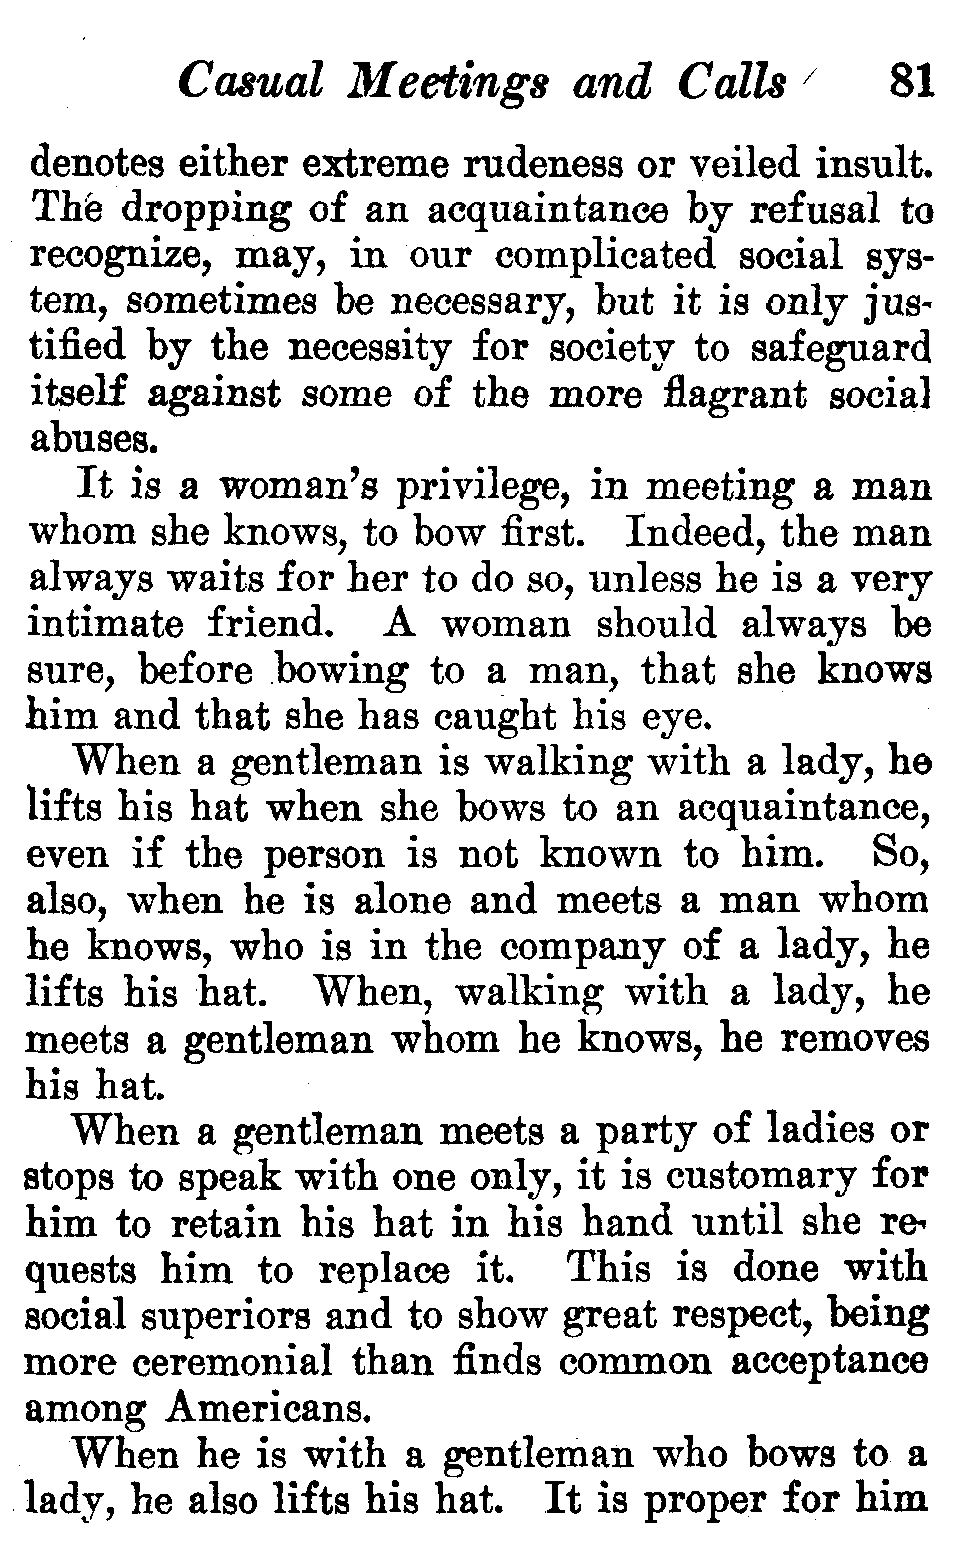 Casual Meetings and Calls 81
denotes either extreme rudeness or veiled insult.
The dropping of an acquaintance by refusal to
recognize, may, in our complicated social sys-
tem, sometimes be necessary, but it is only jus-
tified by the necessity for society to safeguard
itself against some of the more flagrant social
abuses.
It is a woman's privilege, in meeting a man
whom she knows, to bow first. Indeed, the man
always waits for her to do so, unless he is a very
intimate friend. A woman should always be
sure, before bowing to a man, that she knows
him and that she has caught his eye.
When a gentleman is walking with a lady, he
lifts his hat when she bows to an acquaintance,
even if the person is not known to him. So,
also, when he is alone and meets a man whom
he knows, who is in the company of a lady, he
lifts his hat. When, walking with a lady, he
meets a gentleman whom he knows, he removes
his hat.
When a gentleman meets a party of ladies or
stops to speak with one only, it is customary for
him to retain his hat in his hand until she re-
quests him to replace it. This is done with
social superiors and to show great respect, being
more ceremonial than finds common acceptance
among Americans.
When he is with a gentleman who bows to a
lady, he also lifts his hat. It is proper for him